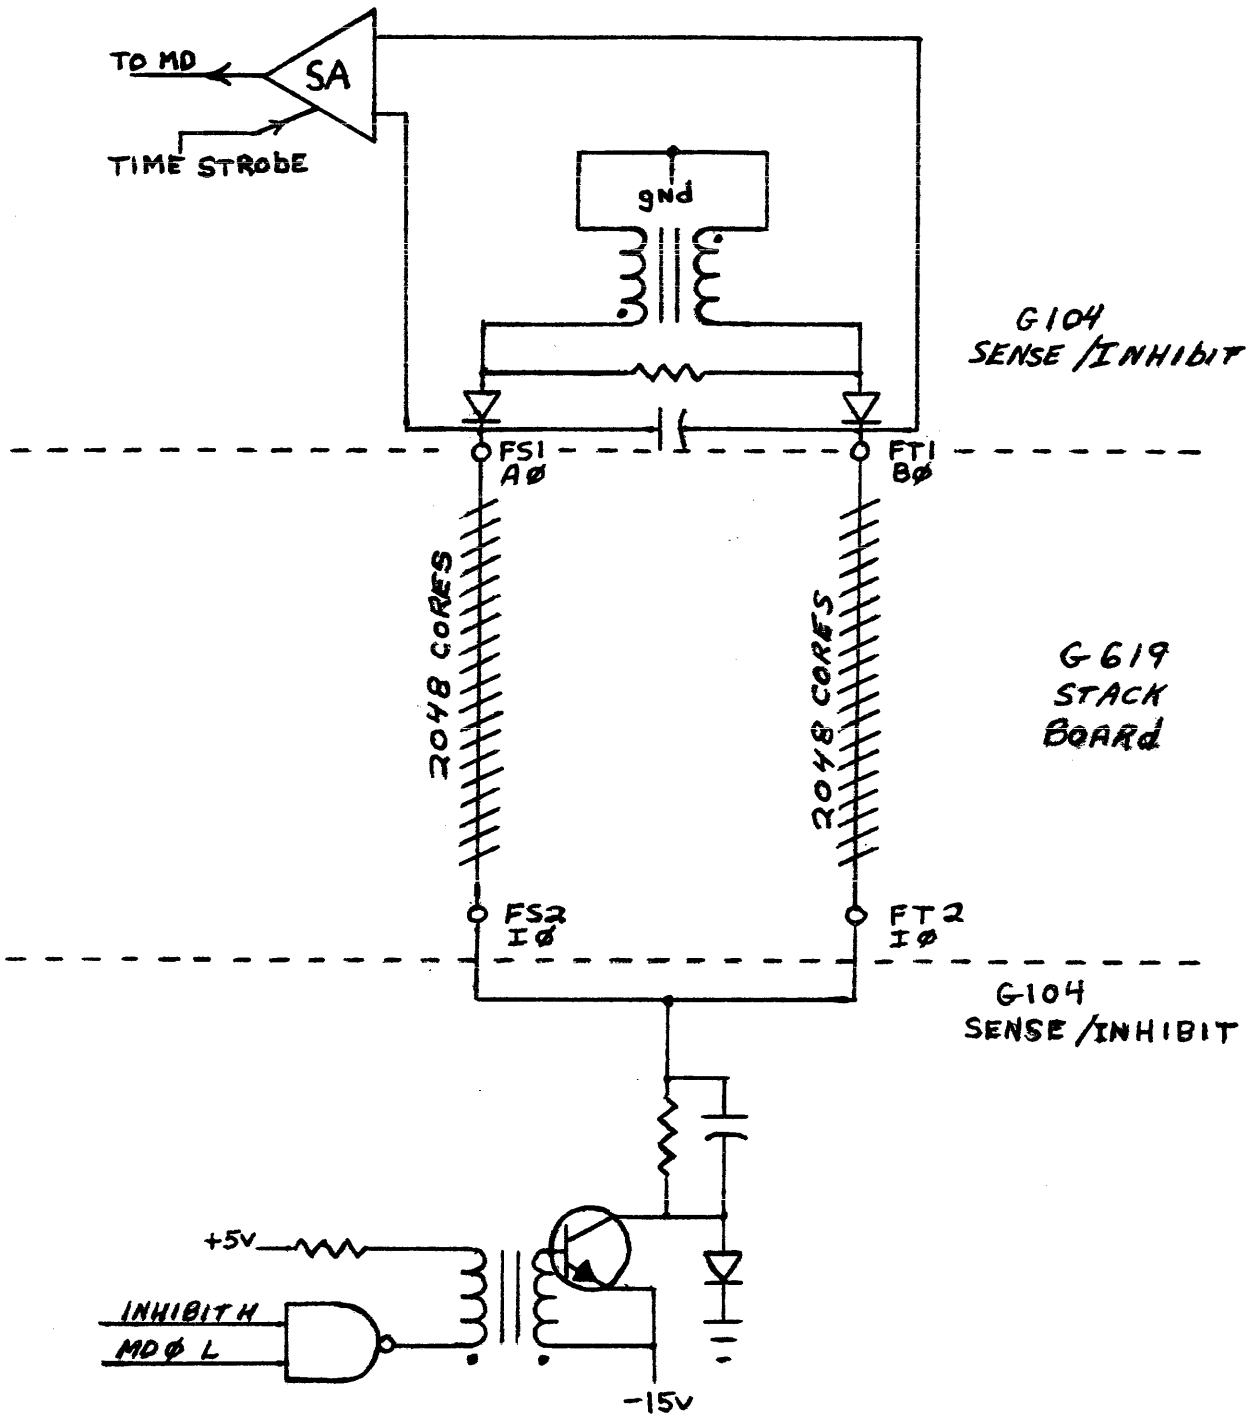 TO MD
SA
TIME STRObE
gNd
G104
SENSE/INHIbIT
FS1
AØ
FT1
BØ
2048 CORES
2048 CORES
G619
STACK
BOARd
FS2
IØ
FT2
IØ
G104
SENSE/INHIBIT
+5V
INHIBIT H
MDØ L
-15V